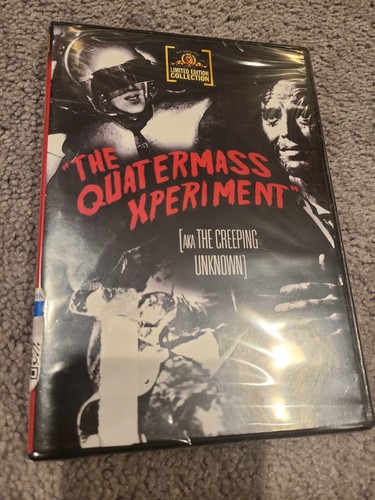 LIMITED EDITION
COLLECTION
"THE
QUATERMASS
XPERIMENT"
[AKA THE CREEPING
UNKNOWN]